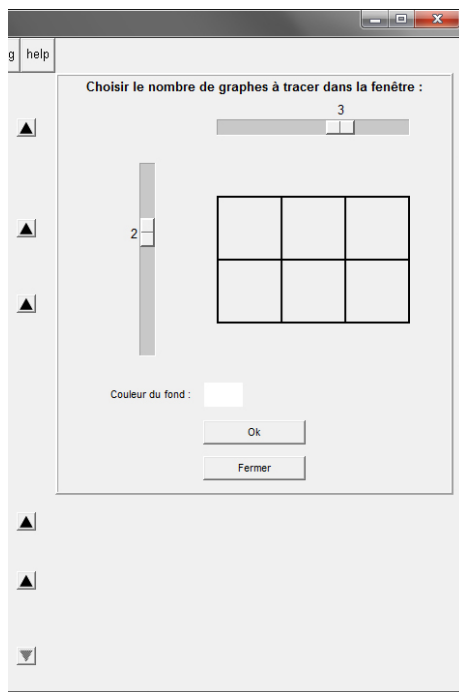 g help
Choisir le nombre de graphes à tracer dans la fenêtre :
3
2
Couleur du fond :
Ok
Fermer